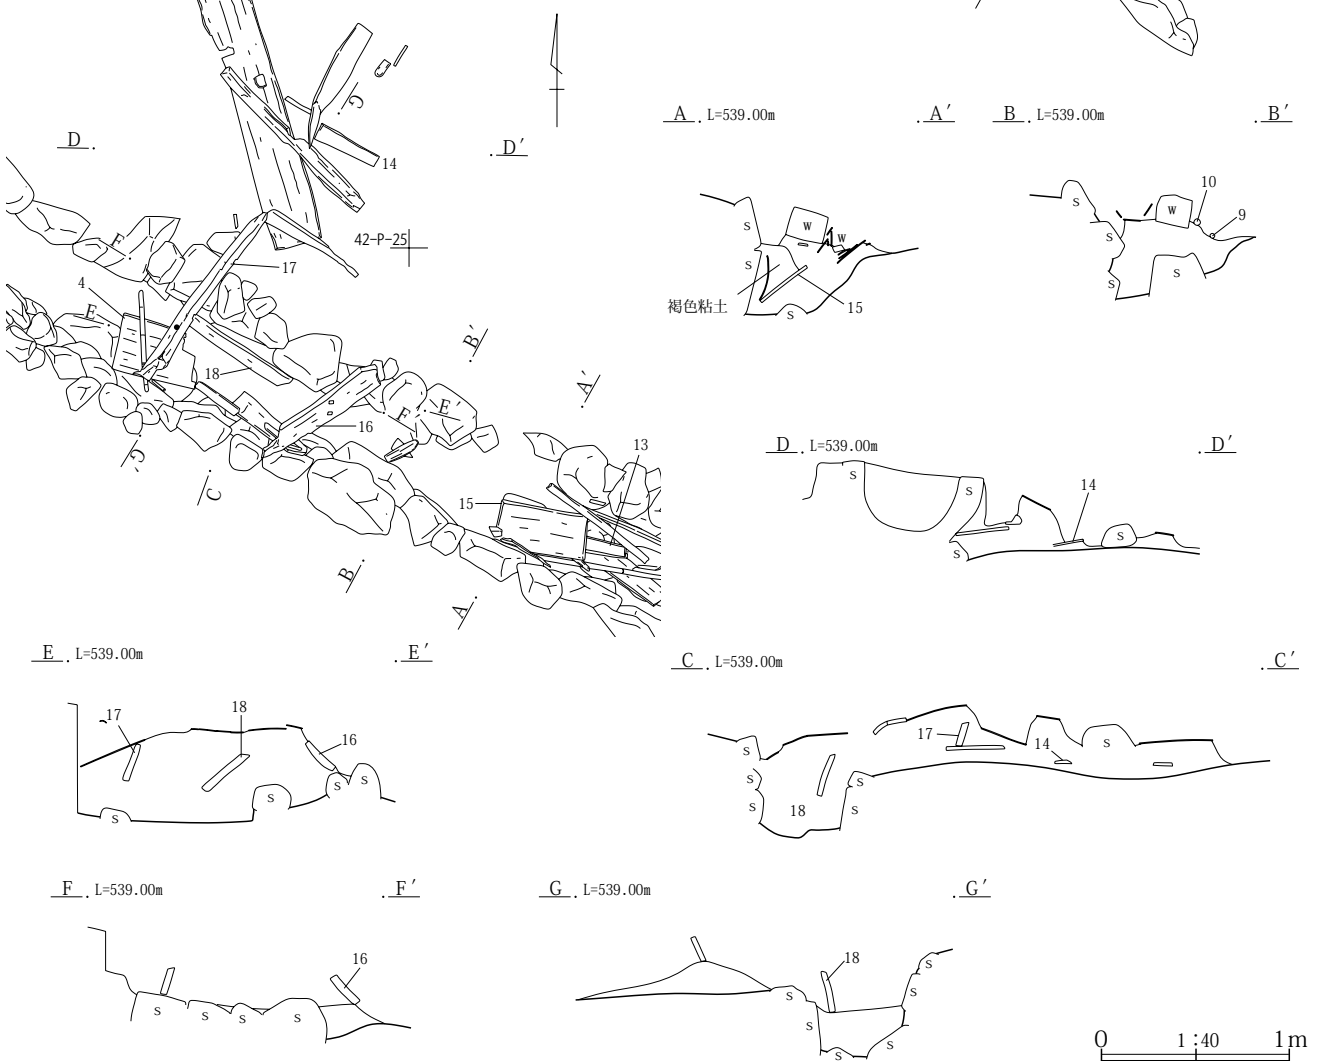 A . L=539.00m . A′
B . L=539.00m . B′
D . . D′
G
14
42-P-25
17
F
4
E
18
B′
A′
16
F′
E′
G′
C
13
15
B
A
S
S
W
W
褐色粘土
S
15
S
S
W
10
9
S
S
D . L=539.00m . D′
S
S
14
S
S
E . L=539.00m . E′
17
18
16
S
S
S
S
C . L=539.00m . C′
17
14
S
S
S
S
S
S
18
F . L=539.00m . F′
16
S
S
S
S
G . L=539.00m . G′
18
S
S
S
S
S
S
0 1:40 1m